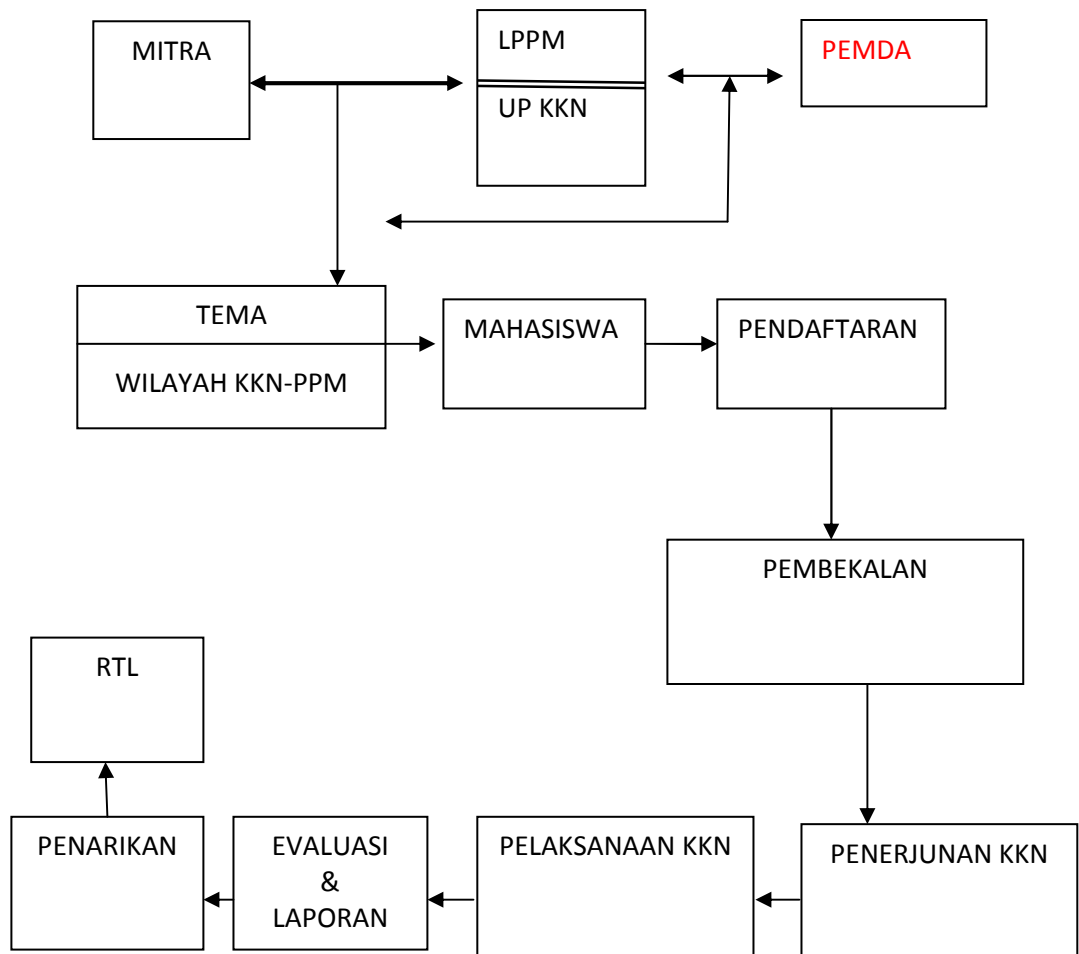 MITRA
LPPM
UP KKN
PEMDA
TEMA
WILAYAH KKN-PPM
MAHASISWA
PENDAFTARAN
PEMBEKALAN
RTL
PENARIKAN
EVALUASI
&
LAPORAN
PELAKSANAAN KKN
PENERJUNAN KKN